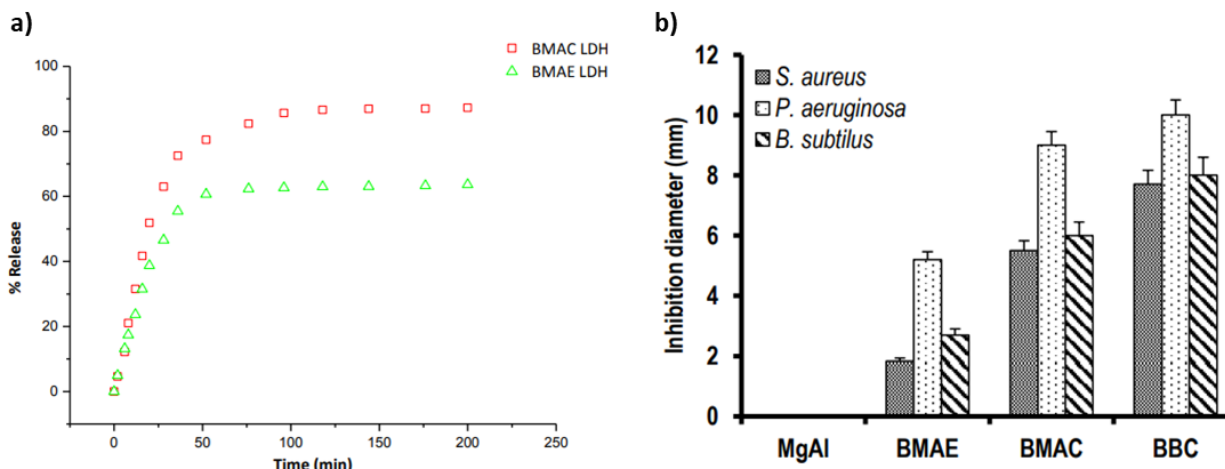 a)
BMAC LDH
BMAE LDH
100
80
60
40
20
0
% Release
0
50
100
150
200
250
Time (min)
b)
12
10
8
6
4
2
0
Inhibition diameter (mm)
S. aureus
P. aeruginosa
B. subtilus
MgAl
BMAE
BMAC
BBC